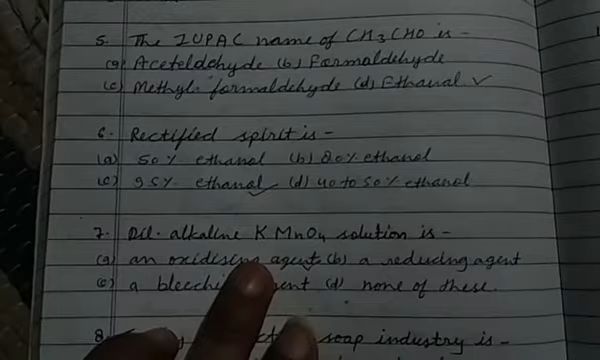 5. The IUPAC name of CH3CHO is -
(a) Acetaldehyde (b) Formaldehyde
(c) Methyl formaldehyde (d) Ethanal ✓
6. Rectified spirit is -
(a) 50% ethanol (b) 80% ethanol
(c) 95% ethanol ✓ (d) 40 to 50% ethanol
7. Dil. alkaline KMnO4 solution is -
(a) an oxidising agent ✓ (b) a reducing agent
(c) a (d) none of these.
8. soap industry is -